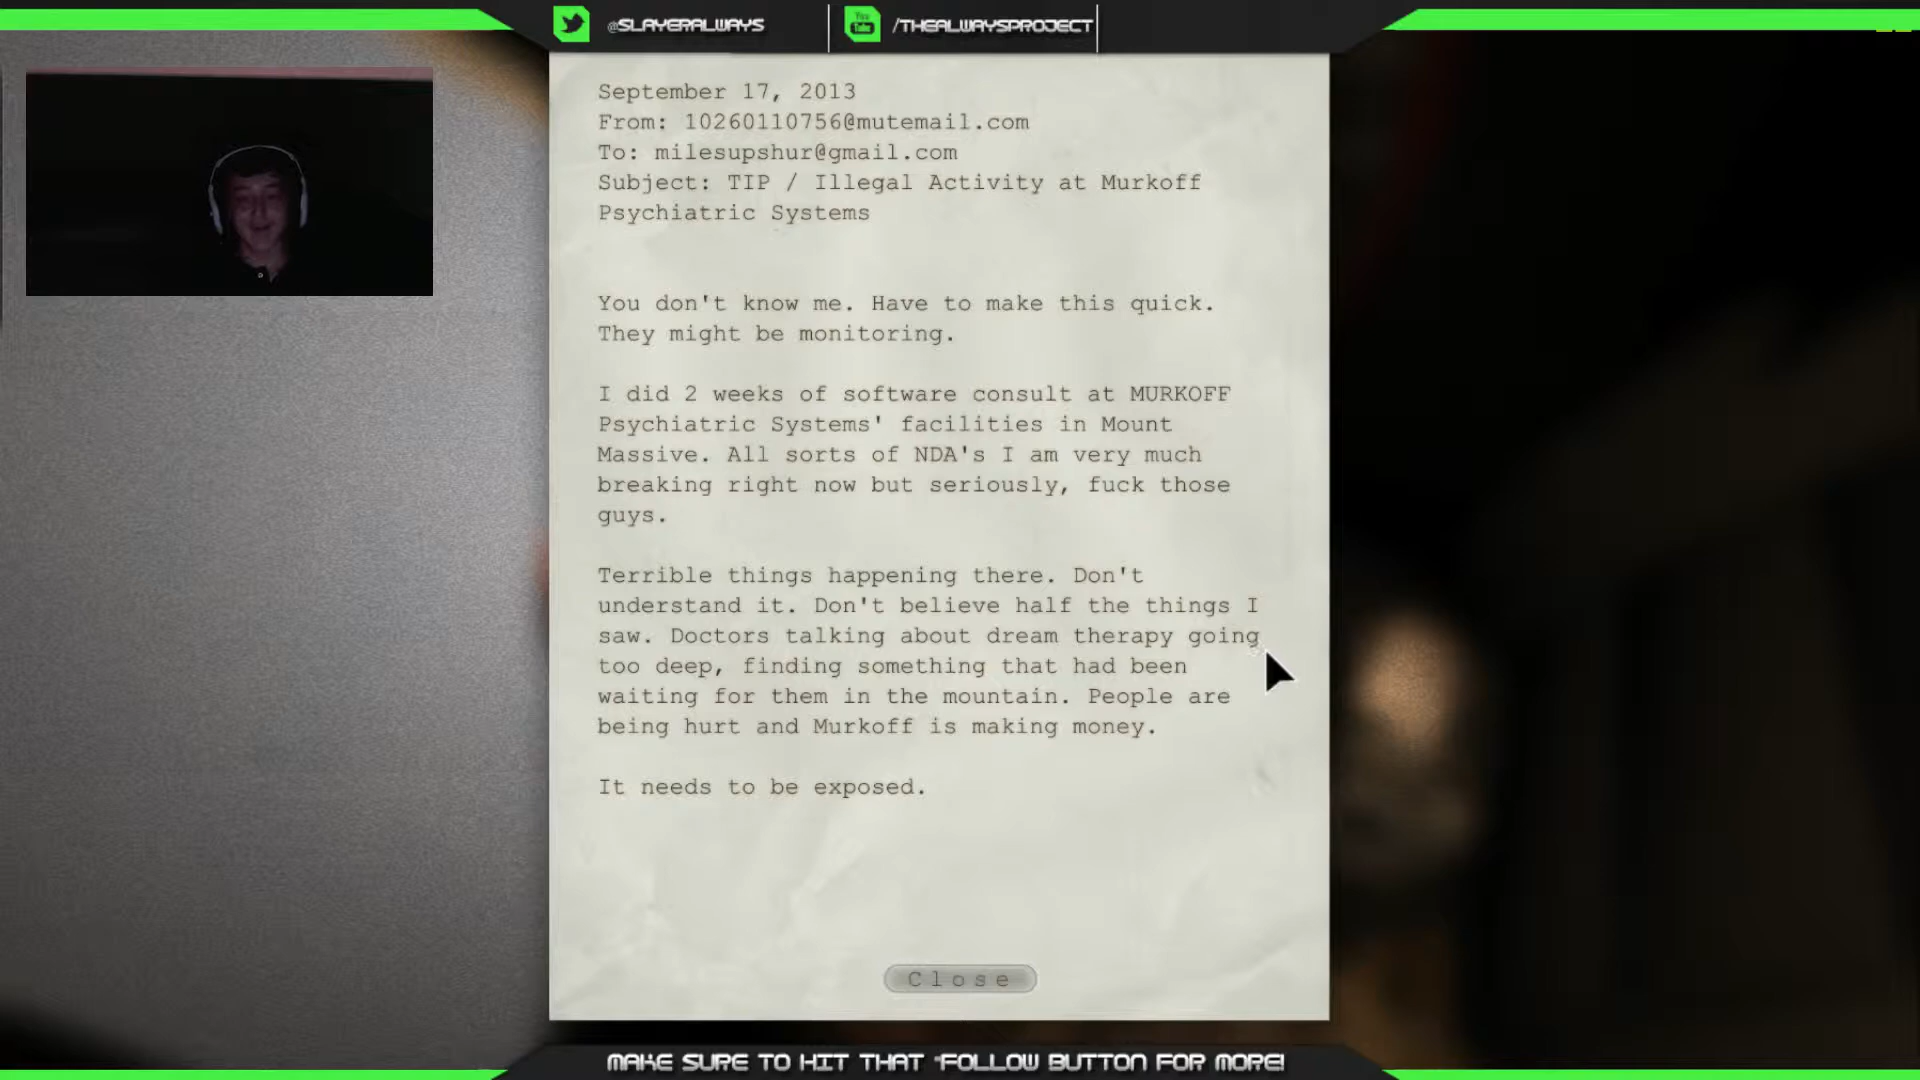 @SLAYERALWAYS
You Tube /THEALWAYSPROJECT
September 17, 2013
From: 10260110756@mutemail.com
To: milesupshur@gmail.com
Subject: TIP / Illegal Activity at Murkoff
Psychiatric Systems
You don't know me. Have to make this quick.
They might be monitoring.
I did 2 weeks of software consult at MURKOFF
Psychiatric Systems' facilities in Mount
Massive. All sorts of NDA's I am very much
breaking right now but seriously, fuck those
guys.
Terrible things happening there. Don't
understand it. Don't believe half the things I
saw. Doctors talking about dream therapy going
too deep, finding something that had been
waiting for them in the mountain. People are
being hurt and Murkoff is making money.
It needs to be exposed.
Close
MAKE SURE TO HIT THAT "FOLLOW BUTTON FOR MORE!